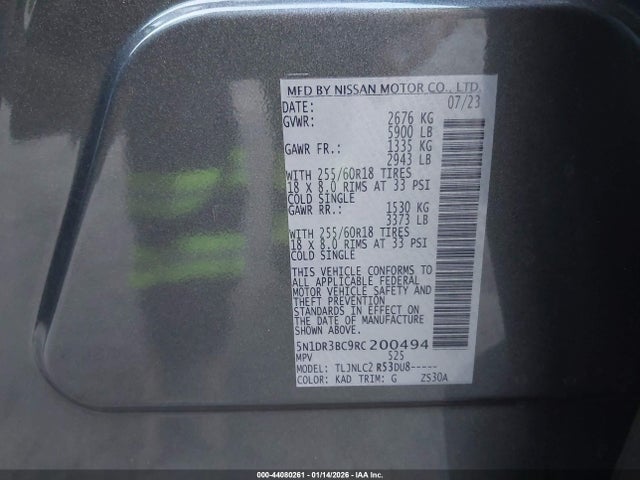 MFD BY NISSAN MOTOR CO., LTD.
DATE: 07/23
GVWR: 2676 KG
5900 LB
GAWR FR.: 1335 KG
2943 LB
WITH 255/60R18 TIRES
18 X 8.0 RIMS AT 33 PSI
COLD SINGLE
GAWR RR.: 1530 KG
3373 LB
WITH 255/60R18 TIRES
18 X 8.0 RIMS AT 33 PSI
COLD SINGLE
THIS VEHICLE CONFORMS TO
ALL APPLICABLE FEDERAL
MOTOR VEHICLE SAFETY AND
THEFT PREVENTION
STANDARDS IN EFFECT ON
THE DATE OF MANUFACTURE
SHOWN ABOVE.
5N1DR3BC9RC200494
MPV 525
MODEL: TLJNLC2 R53DU8-----
COLOR: KAD TRIM: G ZS30A
000-44080261 - 01/14/2026 - IAA Inc.